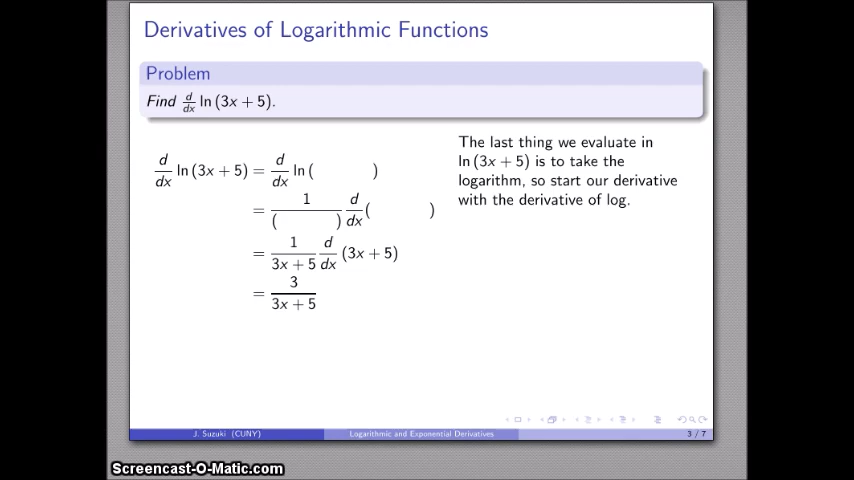 Derivatives of Logarithmic Functions
Problem
Find d/dx ln (3x + 5).
d/dx ln (3x + 5) = d/dx ln (          )
= 1/(          ) d/dx (          )
= 1/(3x + 5) d/dx (3x + 5)
= 3/(3x + 5)
The last thing we evaluate in
ln (3x + 5) is to take the
logarithm, so start our derivative
with the derivative of log.
J. Suzuki (CUNY)
Logarithmic and Exponential Derivatives
3 / 7
Screencast-O-Matic.com